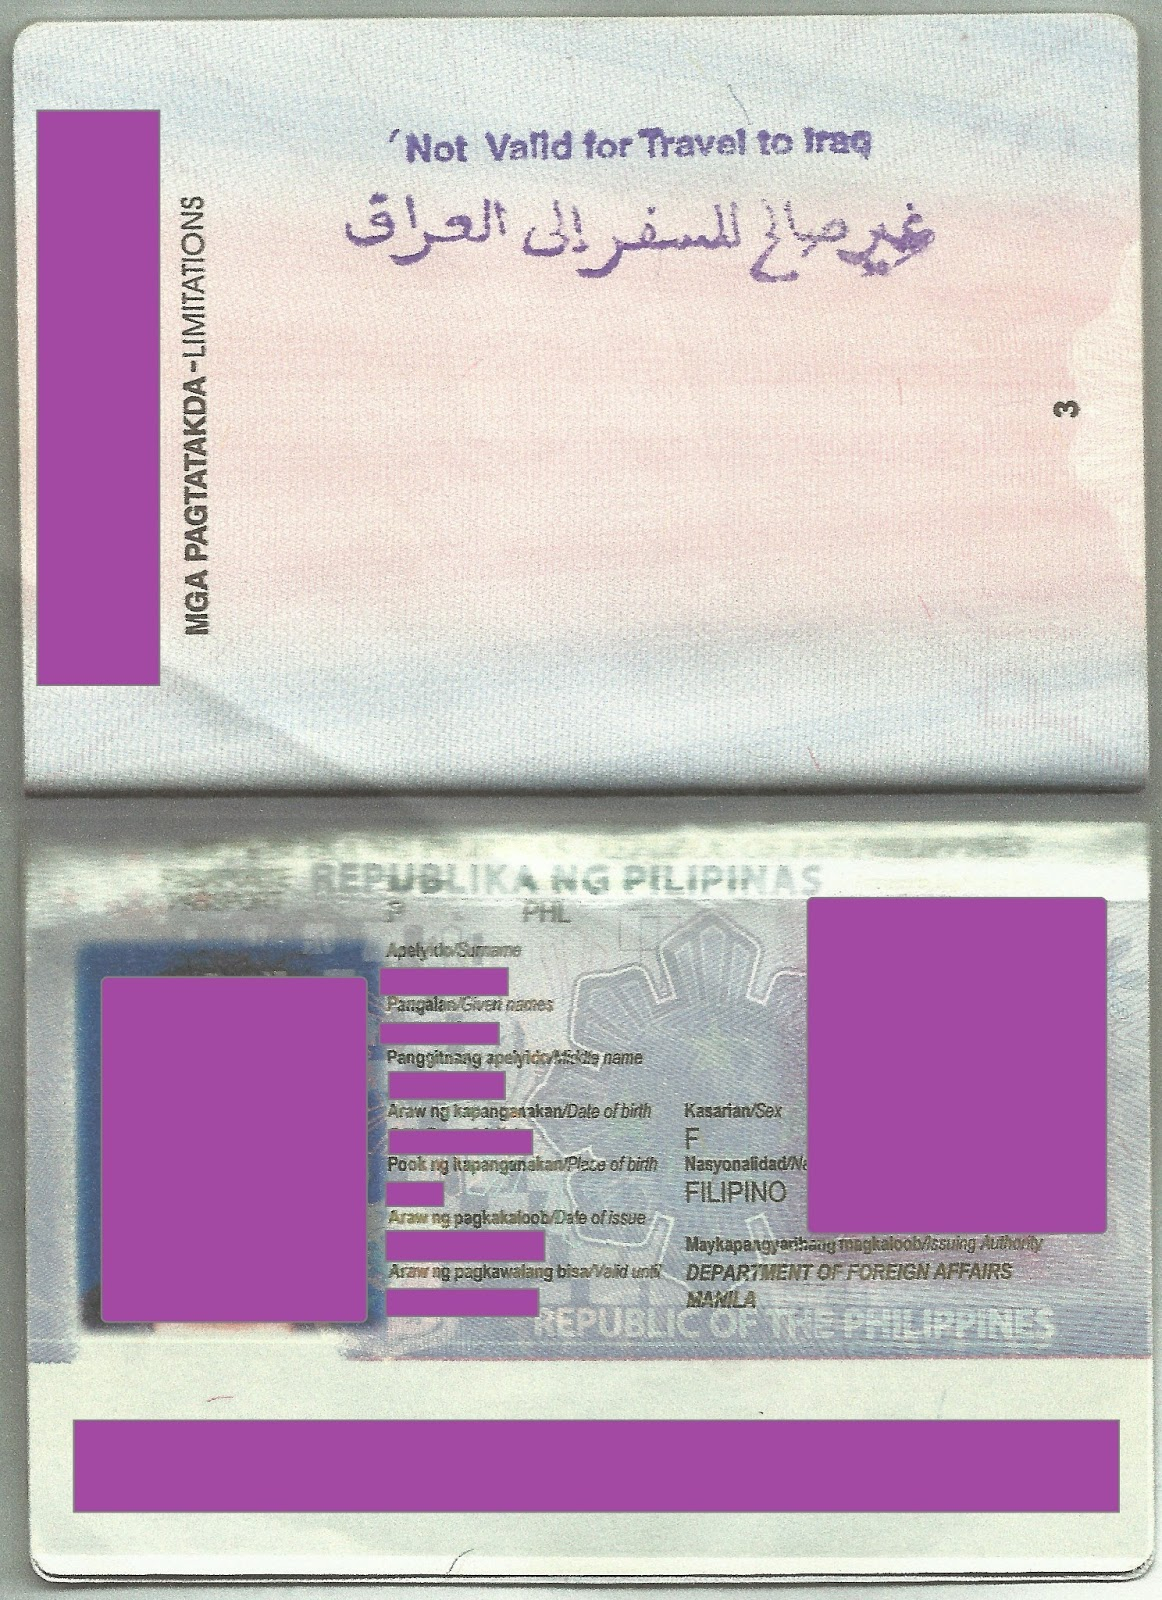 Not Valid for Travel to Iraq
غير صالح للسفر إلى العراق
MGA PAGTATAKDA-LIMITATIONS
3
REPUBLIKA NG PILIPINAS
P PHL
Apelyido/Surname
Pangalan/Given names
Panggitnang apelyido/Middle name
Araw ng kapanganakan/Date of birth
Kasarian/Sex
F
Pook ng kapanganakan/Place of birth
Nasyonalidad/Na
FILIPINO
Araw ng pagkakaloob/Date of issue
Maykapangyarihang magkaloob/Issuing Authority
Araw ng pagkawalang bisa/Valid until
DEPARTMENT OF FOREIGN AFFAIRS
MANILA
REPUBLIC OF THE PHILIPPINES